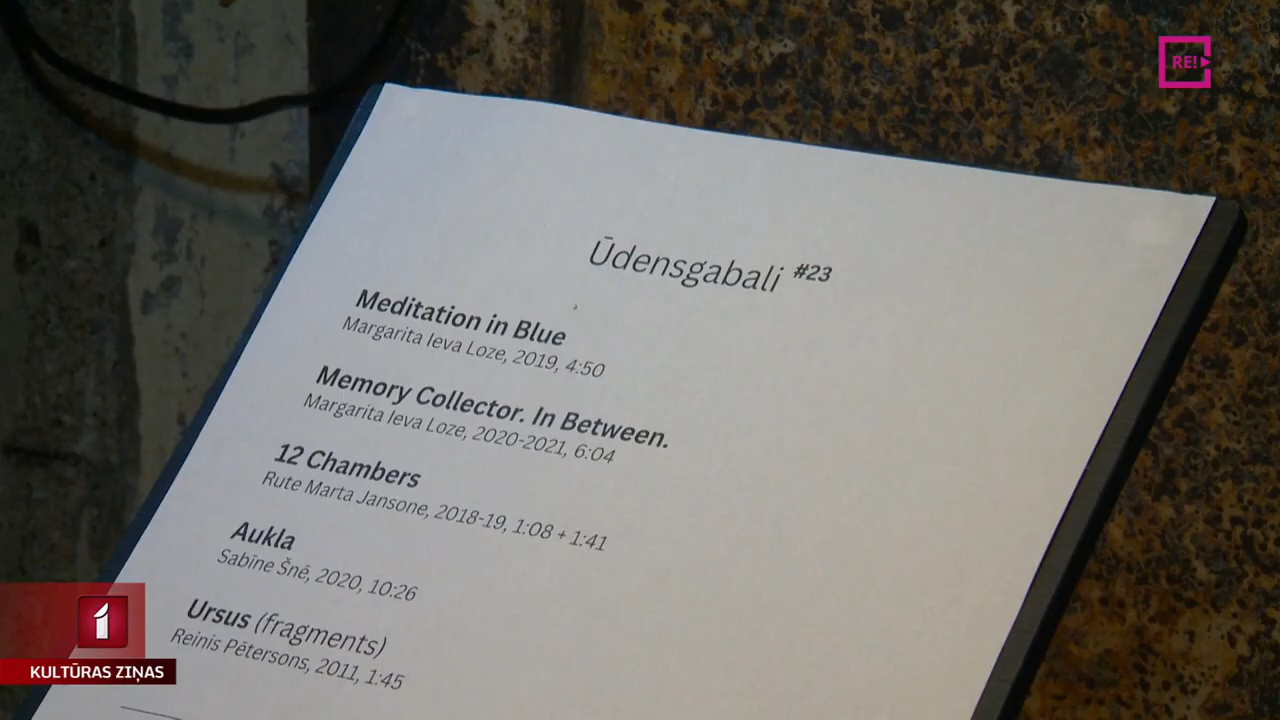 RE!
Ūdensgabali #23
Meditation in Blue
Margarita Ieva Loze, 2019, 4:50
Memory Collector. In Between.
Margarita Ieva Loze, 2020-2021, 6:04
12 Chambers
Rute Marta Jansone, 2018-19, 1:08 + 1:41
Aukla
Sabīne Šnē, 2020, 10:26
Ursus (fragments)
Reinis Pētersons, 2011, 1:45
1
KULTŪRAS ZIŅAS